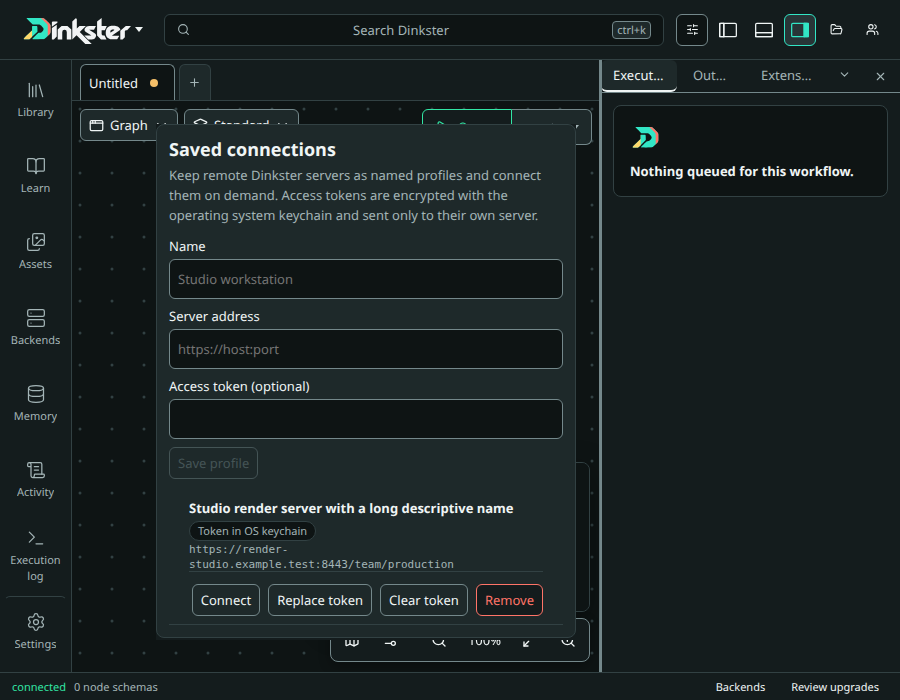 Dinkster
Search Dinkster
ctrl+k
Library
Learn
Assets
Backends
Memory
Activity
Execution
log
Settings
Untitled
+
Graph
Standard
Saved connections
Keep remote Dinkster servers as named profiles and connect
them on demand. Access tokens are encrypted with the
operating system keychain and sent only to their own server.
Name
Studio workstation
Server address
https://host:port
Access token (optional)
Save profile
Studio render server with a long descriptive name
Token in OS keychain
https://render-
studio.example.test:8443/team/production
Connect
Replace token
Clear token
Remove
100%
Execut...
Out...
Extens...
Nothing queued for this workflow.
connected
0 node schemas
Backends
Review upgrades